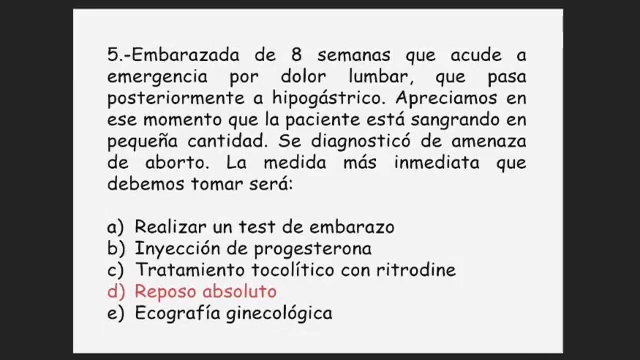 5.-Embarazada de 8 semanas que acude a
emergencia por dolor lumbar, que pasa
posteriormente a hipogástrico. Apreciamos en
ese momento que la paciente está sangrando en
pequeña cantidad. Se diagnosticó de amenaza
de aborto. La medida más inmediata que
debemos tomar será:
a) Realizar un test de embarazo
b) Inyección de progesterona
c) Tratamiento tocolítico con ritrodine
d) Reposo absoluto
e) Ecografía ginecológica